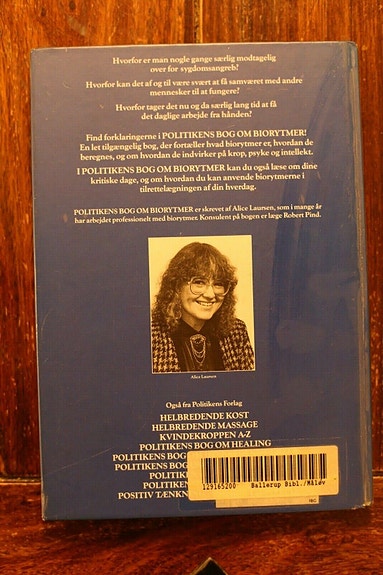 Hvorfor er man nogle gange særlig modtagelig
over for sygdomsangreb?
Hvorfor kan det af og til være svært at få samværet med andre
mennesker til at fungere?
Hvorfor tager det nu og da særlig lang tid at få
det daglige arbejde fra hånden?
Find forklaringerne i POLITIKENS BOG OM BIORYTMER!
En let tilgængelig bog, der fortæller hvad biorytmer er, hvordan de
beregnes, og om hvordan de indvirker på krop, psyke og intellekt.
I POLITIKENS BOG OM BIORYTMER kan du også læse om dine
kritiske dage, og om hvordan du kan anvende biorytmerne i
tilrettelægningen af din hverdag.
POLITIKENS BOG OM BIORYTMER er skrevet af Alice Laursen, som i mange år
har arbejdet professionelt med biorytmer. Konsulent på bogen er læge Robert Pind.
Alice Laursen
Også fra Politikens Forlag
HELBREDENDE KOST
HELBREDENDE MASSAGE
KVINDEKROPPEN A-Z
POLITIKENS BOG OM HEALING
POLITIKENS BOG
POLITIKENS BOG
POLITIK
POLITIKEN
POSITIV TÆKN
129165200 Ballerup Bibl./Måløv